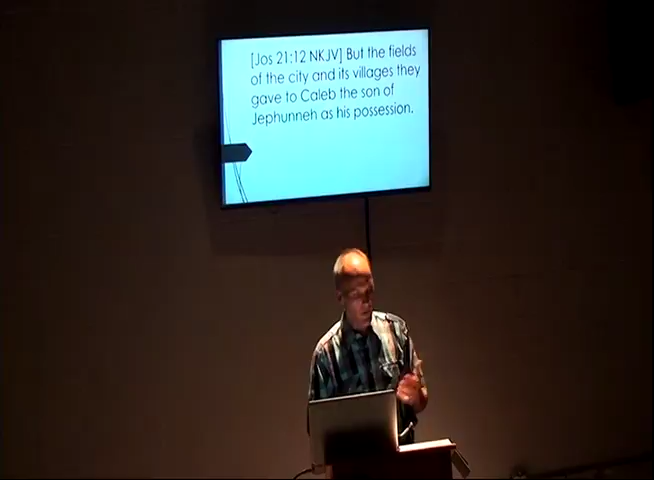 [Jos 21:12 NKJV] But the fields
of the city and its villages they
gave to Caleb the son of
Jephunneh as his possession.